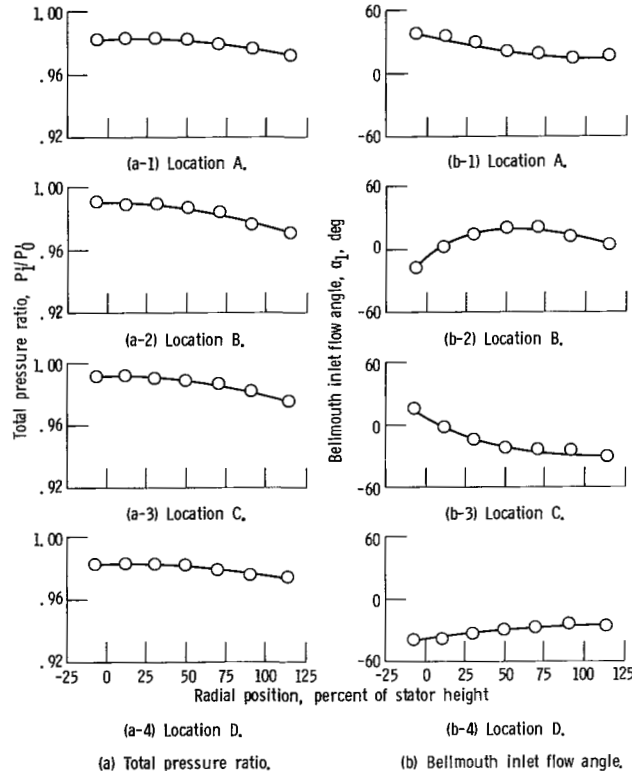 1.00
.96
.92
(a-1) Location A.
1.00
.96
.92
(a-2) Location B.
1.00
.96
.92
(a-3) Location C.
1.00
.96
.92
-25 0 25 50 75 100 125
(a-4) Location D.
(a) Total pressure ratio.
Total pressure ratio, P₁'/P₀'
60
0
-60
(b-1) Location A.
60
0
-60
(b-2) Location B.
60
0
-60
(b-3) Location C.
60
0
-60
-25 0 25 50 75 100 125
(b-4) Location D.
(b) Bellmouth inlet flow angle.
Bellmouth inlet flow angle, α₁, deg
Radial position, percent of stator height